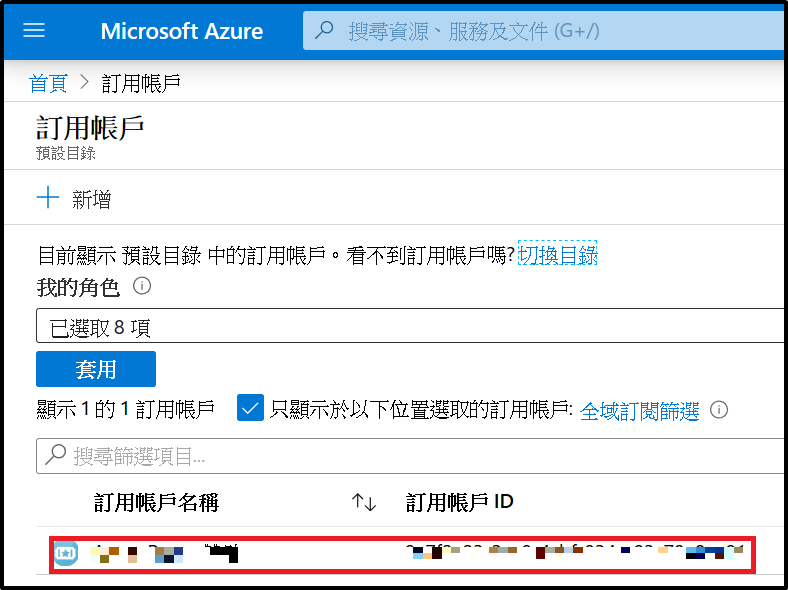 Microsoft Azure
搜尋資源、服務及文件 (G+/)
首頁 > 訂用帳戶
訂用帳戶
預設目錄
新增
目前顯示 預設目錄 中的訂用帳戶。看不到訂用帳戶嗎? 切換目錄
我的角色
已選取 8 項
套用
顯示 1 的 1 訂用帳戶 只顯示於以下位置選取的訂用帳戶: 全域訂閱篩選
搜尋篩選項目...
訂用帳戶名稱 訂用帳戶 ID